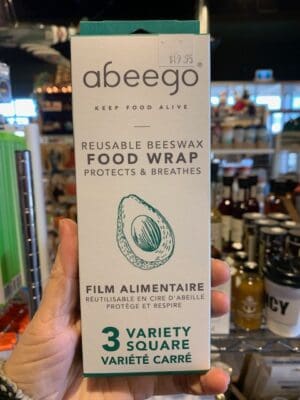 $19.95
abeego®
KEEP FOOD ALIVE
REUSABLE BEESWAX
FOOD WRAP
PROTECTS & BREATHES
FILM ALIMENTAIRE
RÉUTILISABLE EN CIRE D'ABEILLE
PROTÈGE ET RESPIRE
3 VARIETY
SQUARE
VARIÉTÉ CARRÉ
ICY